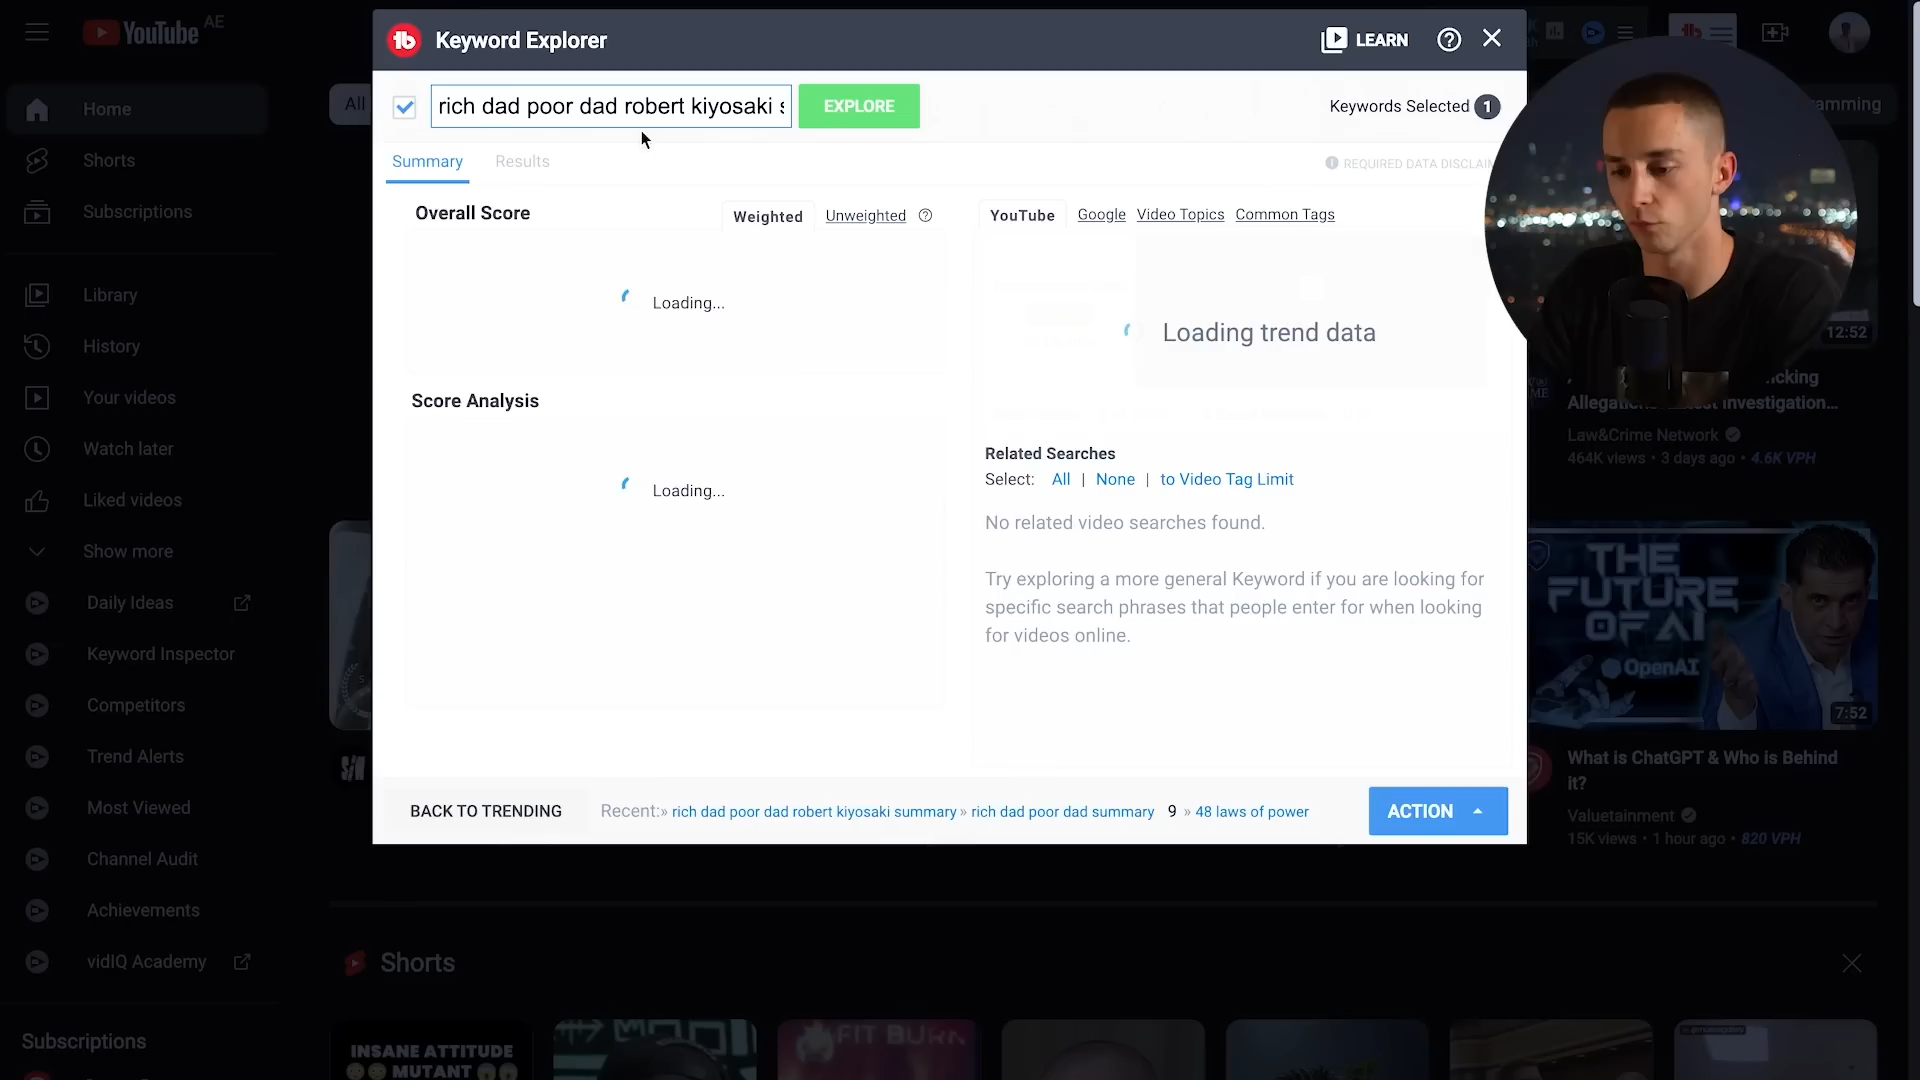 YouTube AE
Home
Shorts
Subscriptions
Library
History
Your videos
Watch later
Liked videos
Show more
Daily Ideas
Keyword Inspector
Competitors
Trend Alerts
Most Viewed
Channel Audit
Achievements
vidIQ Academy
Subscriptions
All
Keyword Explorer
LEARN
rich dad poor dad robert kiyosaki s
EXPLORE
Keywords Selected 1
Summary
Results
REQUIRED DATA DISCLAIM
Overall Score
Weighted
Unweighted
Loading...
Score Analysis
Loading...
YouTube
Google
Video Topics
Common Tags
Loading trend data
Related Searches
Select: All | None | to Video Tag Limit
No related video searches found.
Try exploring a more general Keyword if you are looking for
specific search phrases that people enter for when looking
for videos online.
BACK TO TRENDING
Recent:» rich dad poor dad robert kiyosaki summary » rich dad poor dad summary 9 » 48 laws of power
ACTION
amming
12:52
icking
Investigation...
Law&Crime Network
464K views • 3 days ago • 4.6K VPH
THE
FUTURE
OF AI
OpenAI
7:52
What is ChatGPT & Who is Behind
it?
Valuetainment
15K views • 1 hour ago • 820 VPH
Shorts
INSANE ATTITUDE
MUTANT
FIT BURN